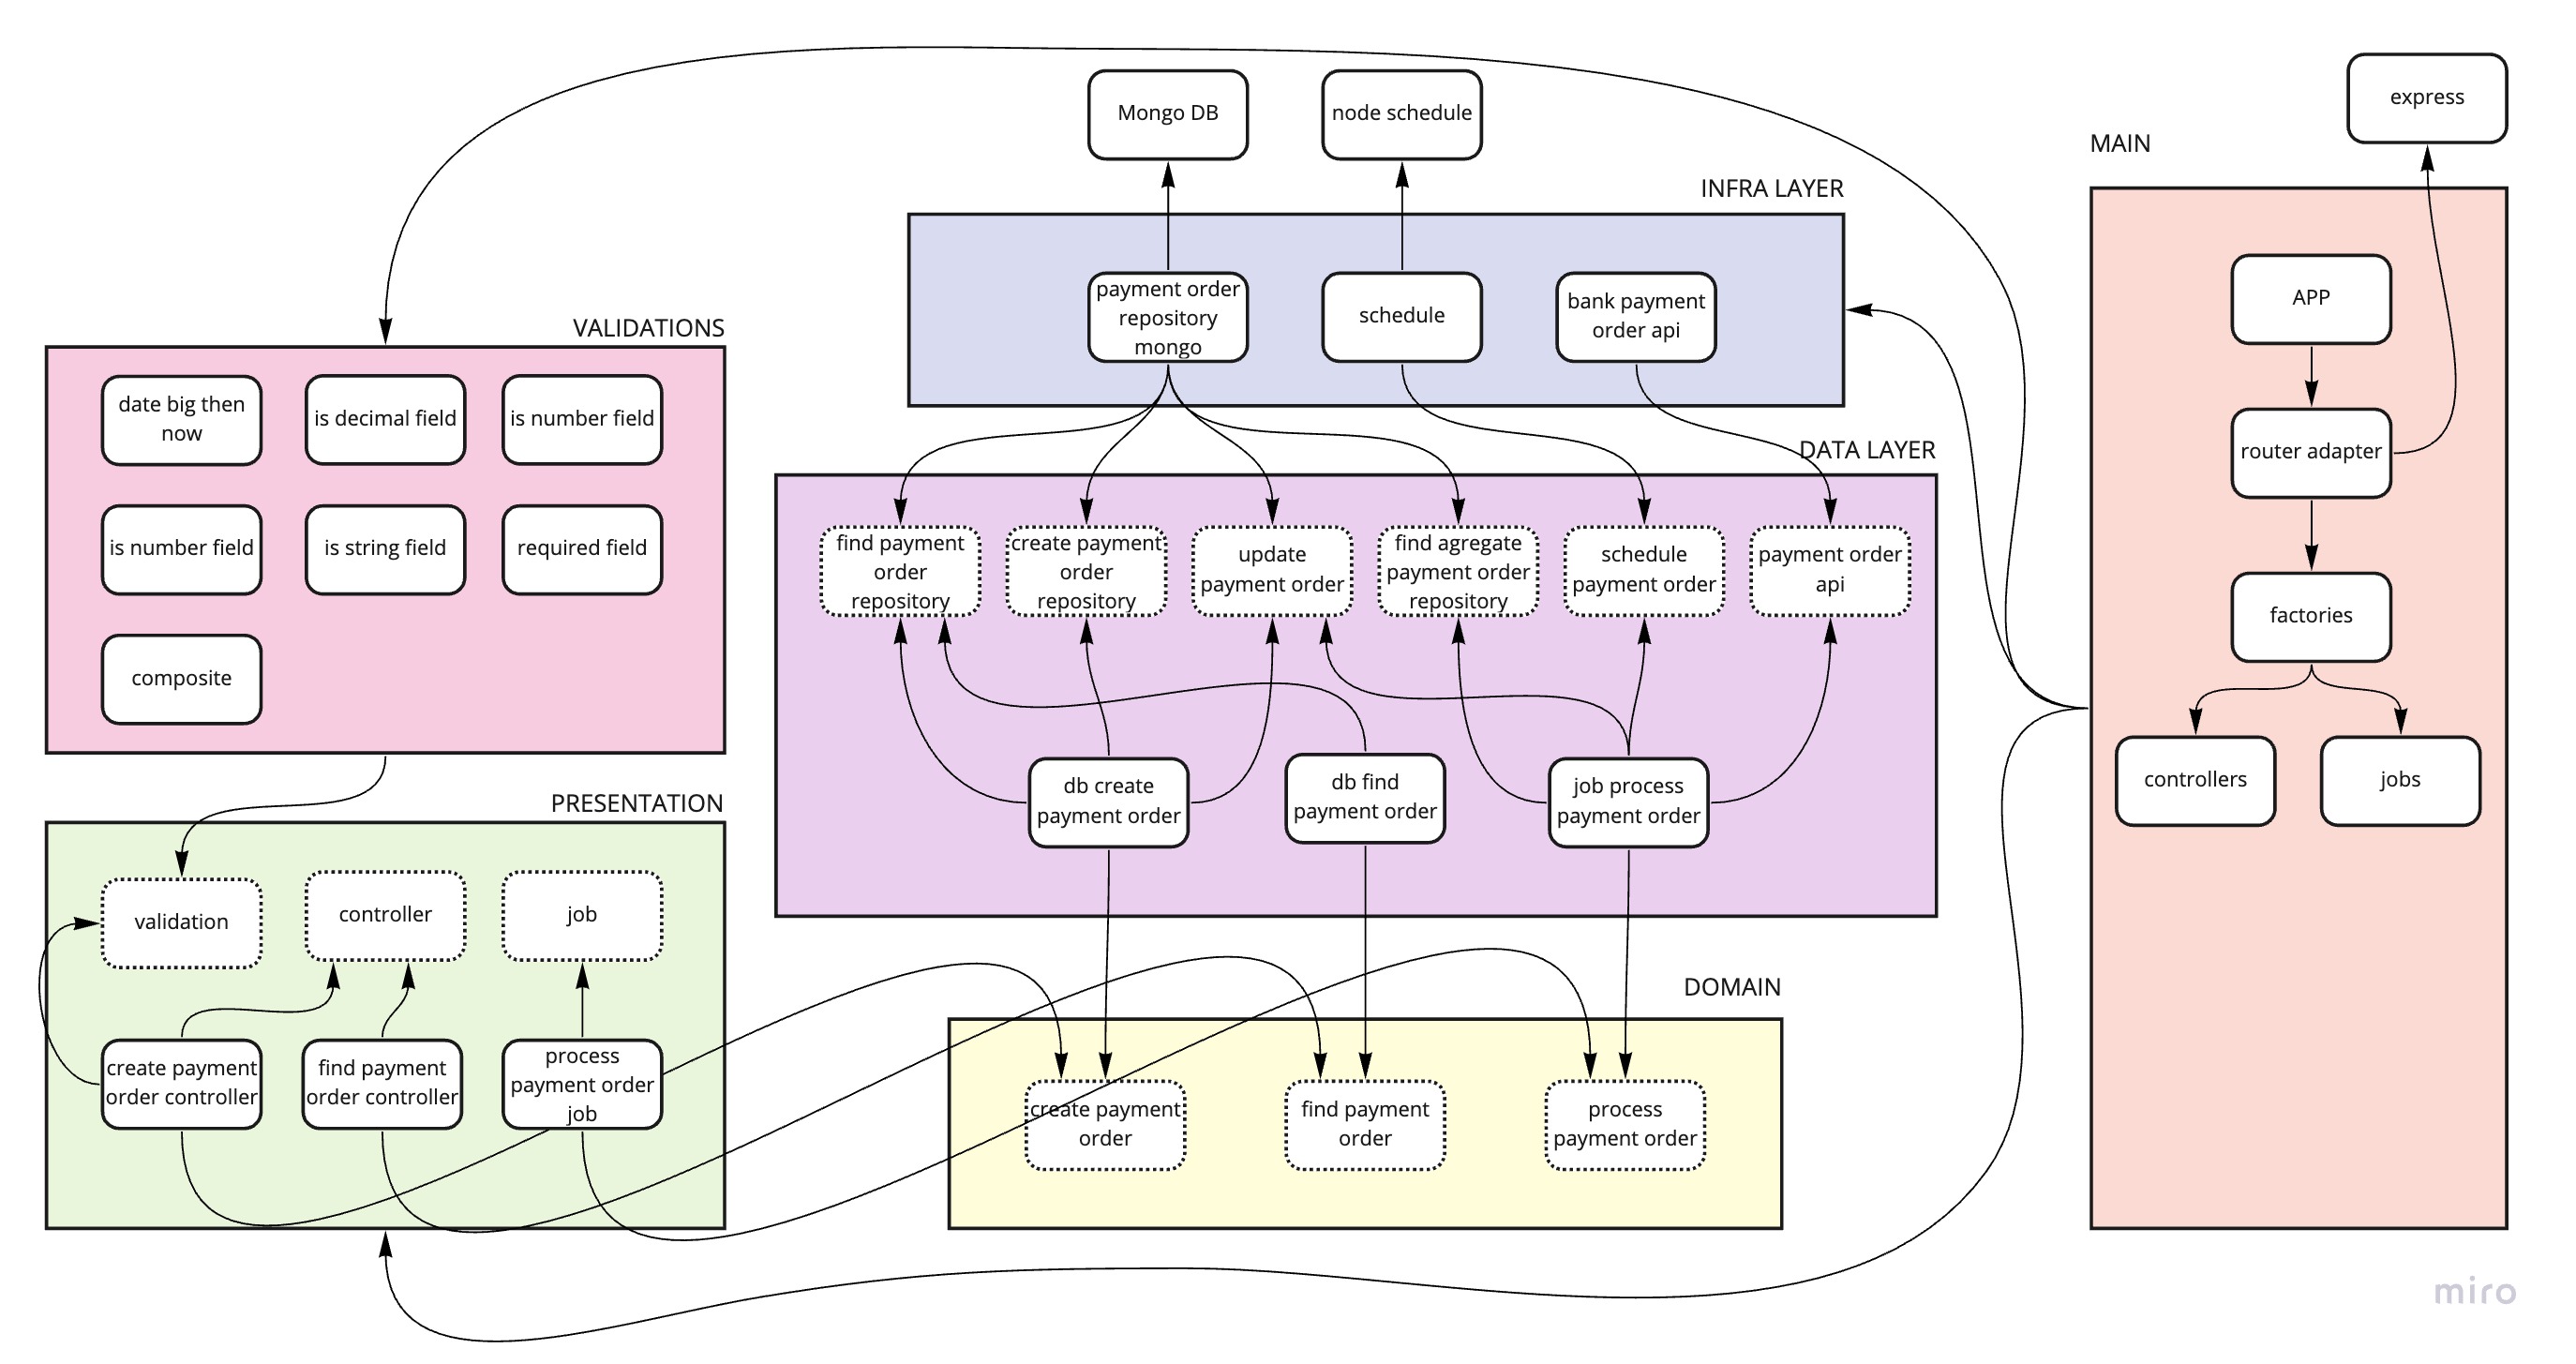 Mongo DB
node schedule
express
MAIN
INFRA LAYER
payment order
repository
mongo
schedule
bank payment
order api
APP
router adapter
factories
controllers
jobs
VALIDATIONS
date big then
now
is decimal field
is number field
is number field
is string field
required field
composite
DATA LAYER
find payment
order
repository
create payment
order
repository
update
payment order
find agregate
payment order
repository
schedule
payment order
payment order
api
db create
payment order
db find
payment order
job process
payment order
PRESENTATION
validation
controller
job
create payment
order controller
find payment
order controller
process
payment order
job
DOMAIN
create payment
order
find payment
order
process
payment order
miro